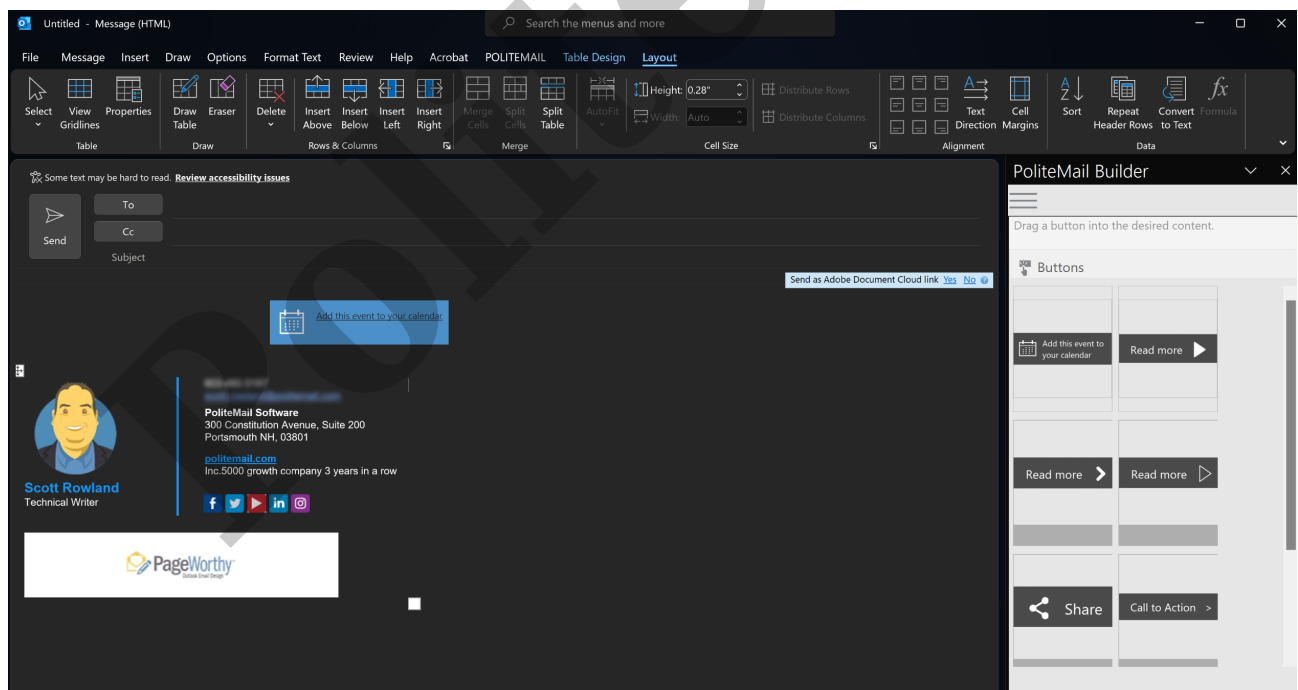 Untitled - Message (HTML)
Search the menus and more
File Message Insert Draw Options Format Text Review Help Acrobat POLITEMAIL Table Design Layout
Select
View Gridlines
Properties
Table
Draw Table
Eraser
Draw
Delete
Insert Above
Insert Below
Insert Left
Insert Right
Rows & Columns
Merge Cells
Split Cells
Split Table
Merge
AutoFit
Height: 0.28"
Width: Auto
Distribute Rows
Distribute Columns
Cell Size
Text Direction
Cell Margins
Alignment
Sort
Repeat Header Rows
Convert to Text
fx
Formula
Data
Some text may be hard to read. Review accessibility issues
Send
To
Cc
Subject
Send as Adobe Document Cloud link Yes No
Add this event to your calendar
PoliteMail Software
300 Constitution Avenue, Suite 200
Portsmouth NH, 03801
politemail.com
Inc.5000 growth company 3 years in a row
Scott Rowland
Technical Writer
f in
PageWorthy
Outlook Email Design
PoliteMail Builder
Drag a button into the desired content.
Buttons
Add this event to
your calendar
Read more
Read more
Read more
Share
Call to Action >